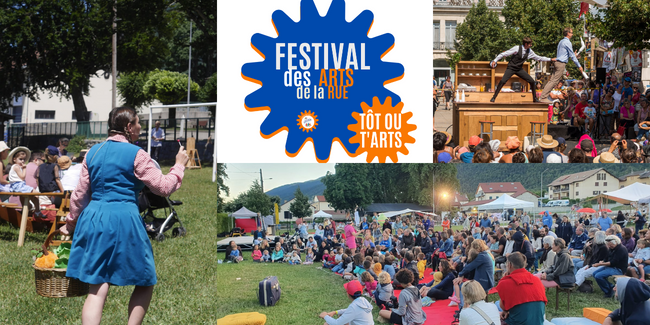 FESTIVAL
des ARTS
de la RUE
TÔT OU
T'ARTS